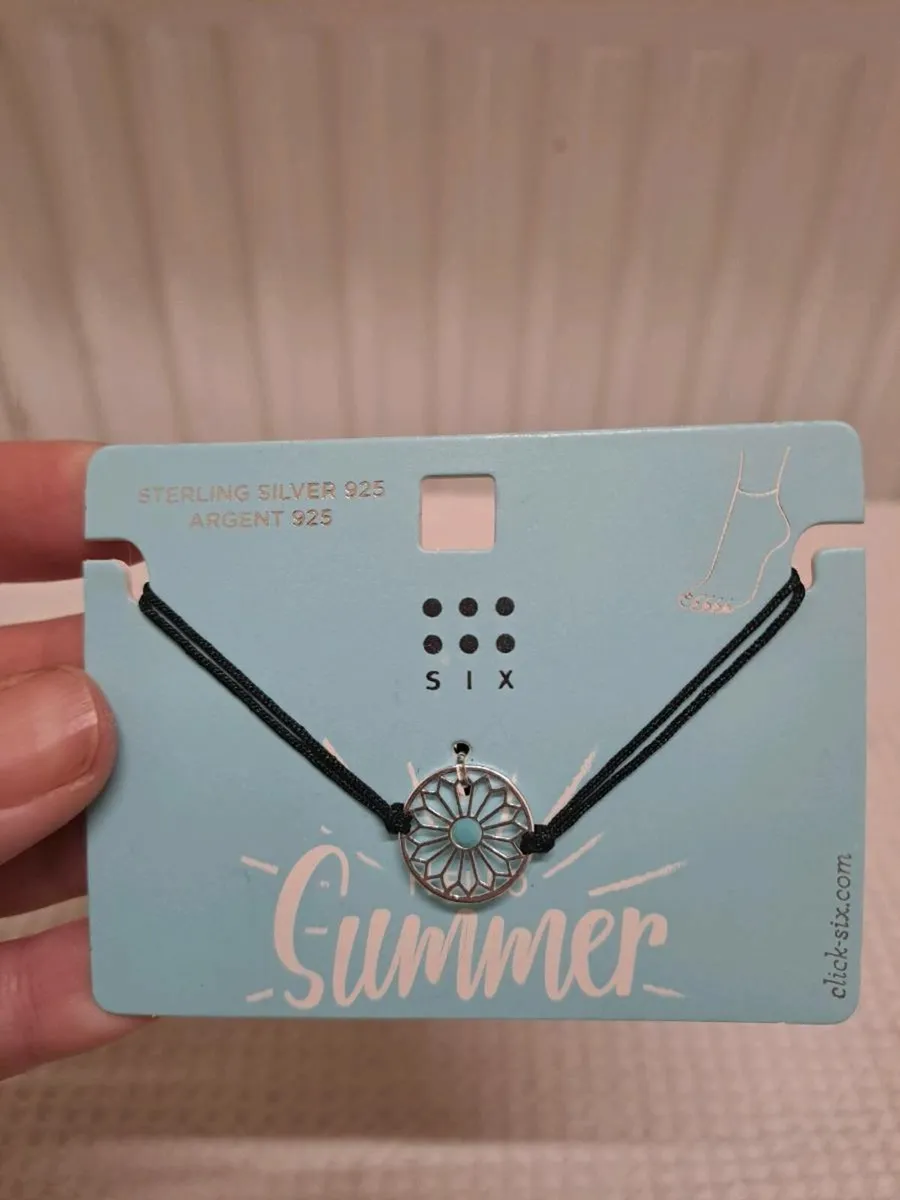 STERLING SILVER 925
ARGENT 925
SIX
Summer
click-six.com